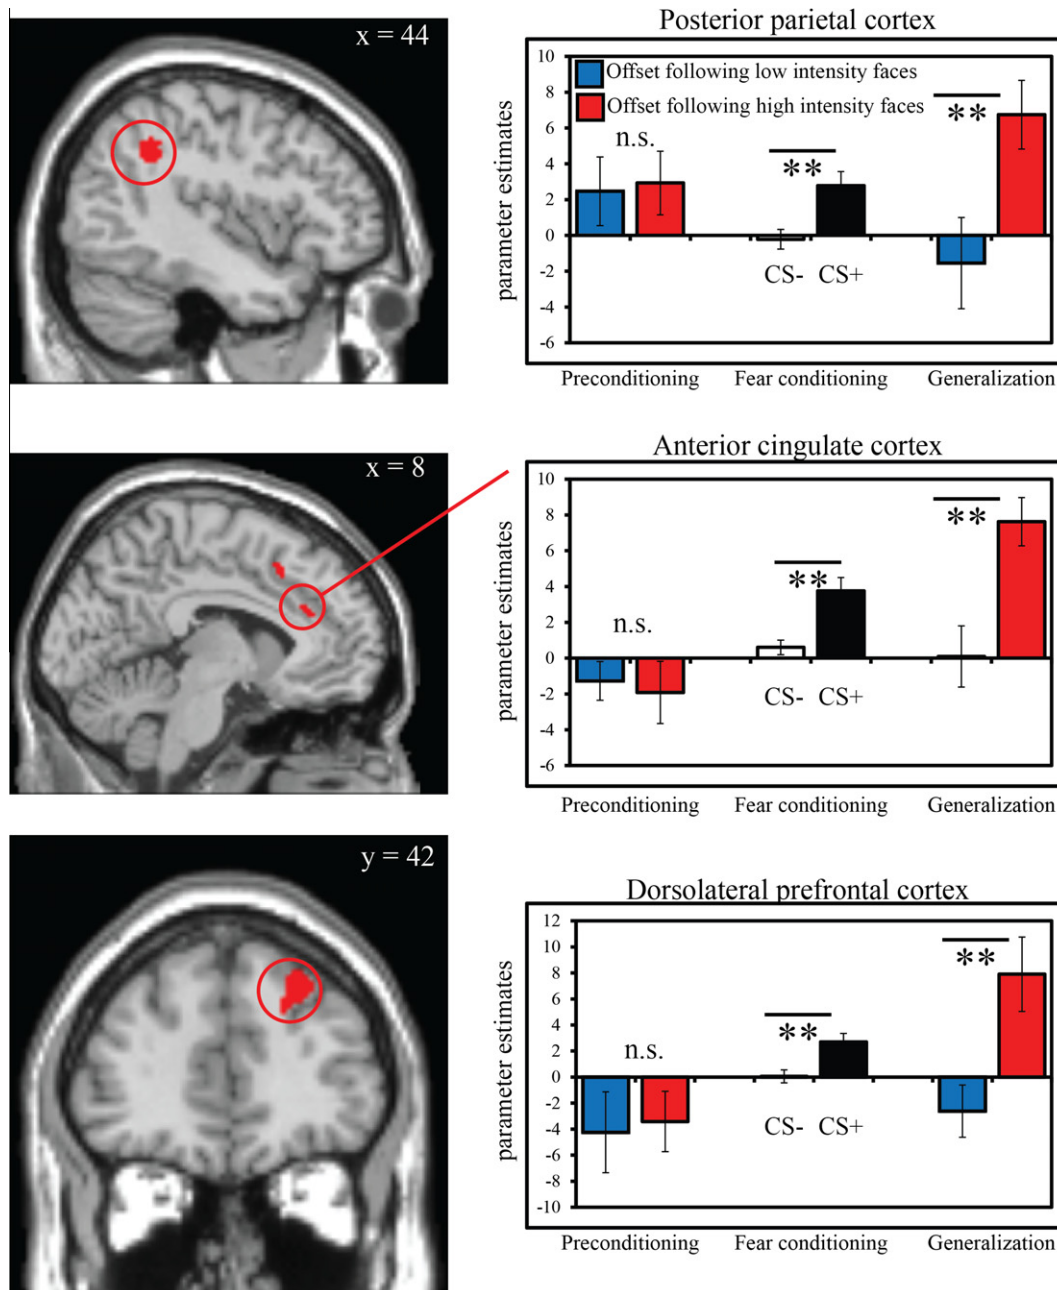 x = 44
Posterior parietal cortex
parameter estimates
10
8
6
4
2
0
-2
-4
-6
Offset following low intensity faces
Offset following high intensity faces
n.s.
**
**
CS- CS+
Preconditioning Fear conditioning Generalization
x = 8
Anterior cingulate cortex
parameter estimates
10
8
6
4
2
0
-2
-4
-6
n.s.
**
**
CS- CS+
Preconditioning Fear conditioning Generalization
y = 42
Dorsolateral prefrontal cortex
parameter estimates
12
10
8
6
4
2
0
-2
-4
-6
-8
-10
n.s.
**
**
CS- CS+
Preconditioning Fear conditioning Generalization